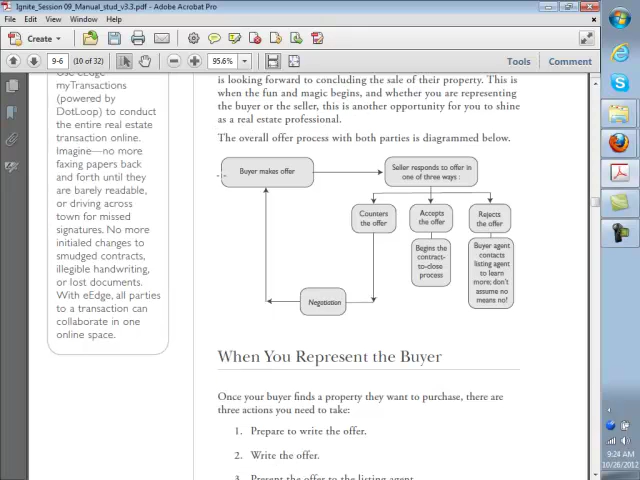 Ignite_Session 09_Manual_stud_v3.3.pdf - Adobe Acrobat Pro
File Edit View Window Help
Create
9-6 (10 of 32) 95.6% Tools Comment
Use eEdge
myTransactions
(powered by
DotLoop) to conduct
the entire real estate
transaction online.
Imagine—no more
faxing papers back
and forth until they
are barely readable,
or driving across
town for missed
signatures. No more
initialed changes to
smudged contracts,
illegible handwriting,
or lost documents.
With eEdge, all parties
to a transaction can
collaborate in one
online space.
is looking forward to concluding the sale of their property. This is
when the fun and magic begins, and whether you are representing
the buyer or the seller, this is another opportunity for you to shine
as a real estate professional.
The overall offer process with both parties is diagrammed below.
Buyer makes offer
Seller responds to offer in
one of three ways :
Counters
the offer
Accepts
the offer
Rejects
the offer
Begins the
contract-
to-close
process
Buyer agent
contacts
listing agent
to learn
more; don't
assume no
means no!
Negotiation
When You Represent the Buyer
Once your buyer finds a property they want to purchase, there are
three actions you need to take:
1. Prepare to write the offer.
2. Write the offer.
3. Present the offer to the listing agent.
9:24 AM
10/26/2012